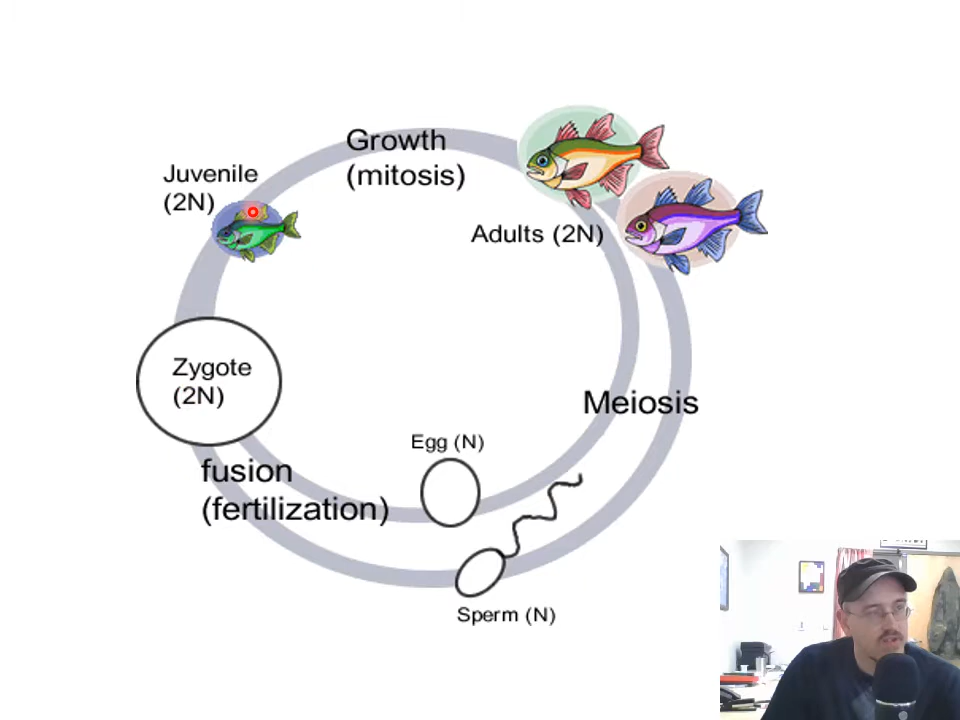 Growth
(mitosis)
Juvenile
(2N)
Adults (2N)
Zygote
(2N)
Meiosis
Egg (N)
fusion
(fertilization)
Sperm (N)